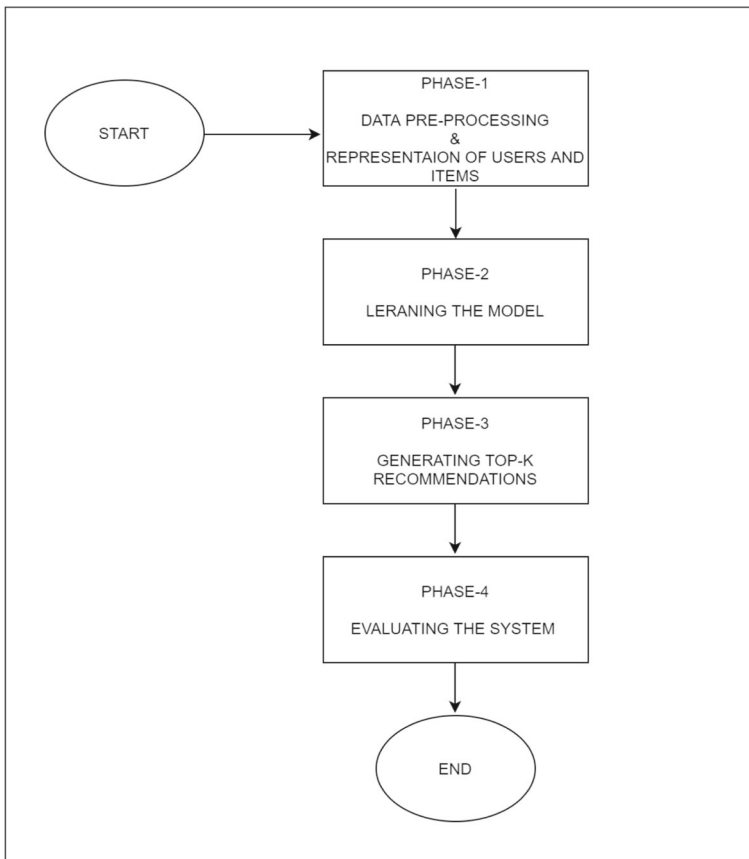 START
PHASE-1
DATA PRE-PROCESSING
&
REPRESENTAION OF USERS AND
ITEMS
PHASE-2
LERANING THE MODEL
PHASE-3
GENERATING TOP-K
RECOMMENDATIONS
PHASE-4
EVALUATING THE SYSTEM
END